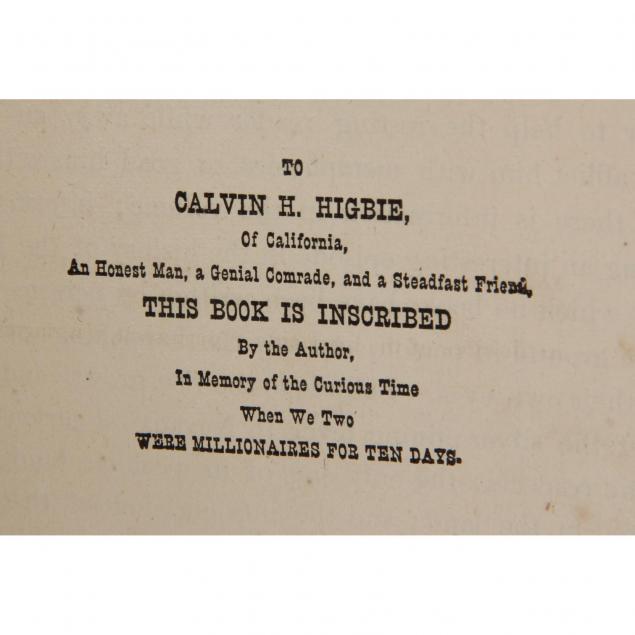 TO
CALVIN H. HIGBIE,
Of California,
An Honest Man, a Genial Comrade, and a Steadfast Friend,
THIS BOOK IS INSCRIBED
By the Author,
In Memory of the Curious Time
When We Two
WERE MILLIONAIRES FOR TEN DAYS.